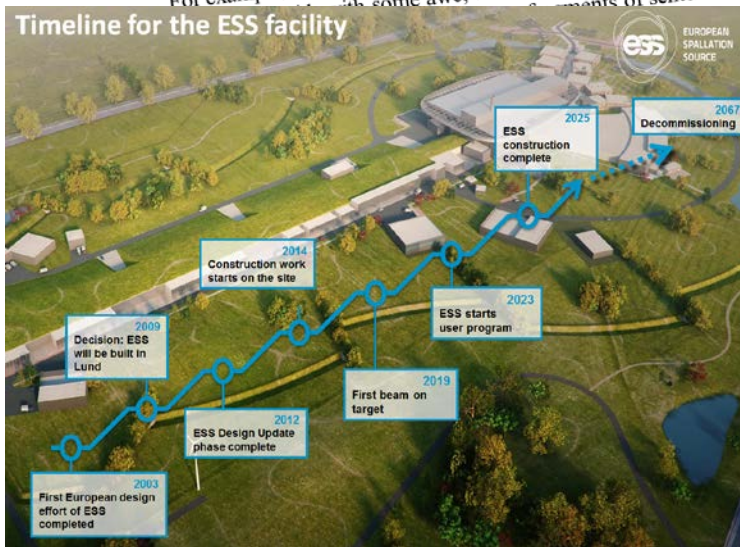 Timeline for the ESS facility
ess
EUROPEAN
SPALLATION
SOURCE
2003
First European design
effort of ESS
completed
2009
Decision: ESS
will be built in
Lund
2012
ESS Design Update
phase complete
2014
Construction work
starts on the site
2019
First beam on
target
2023
ESS starts
user program
2025
ESS
construction
complete
2067
Decommissioning